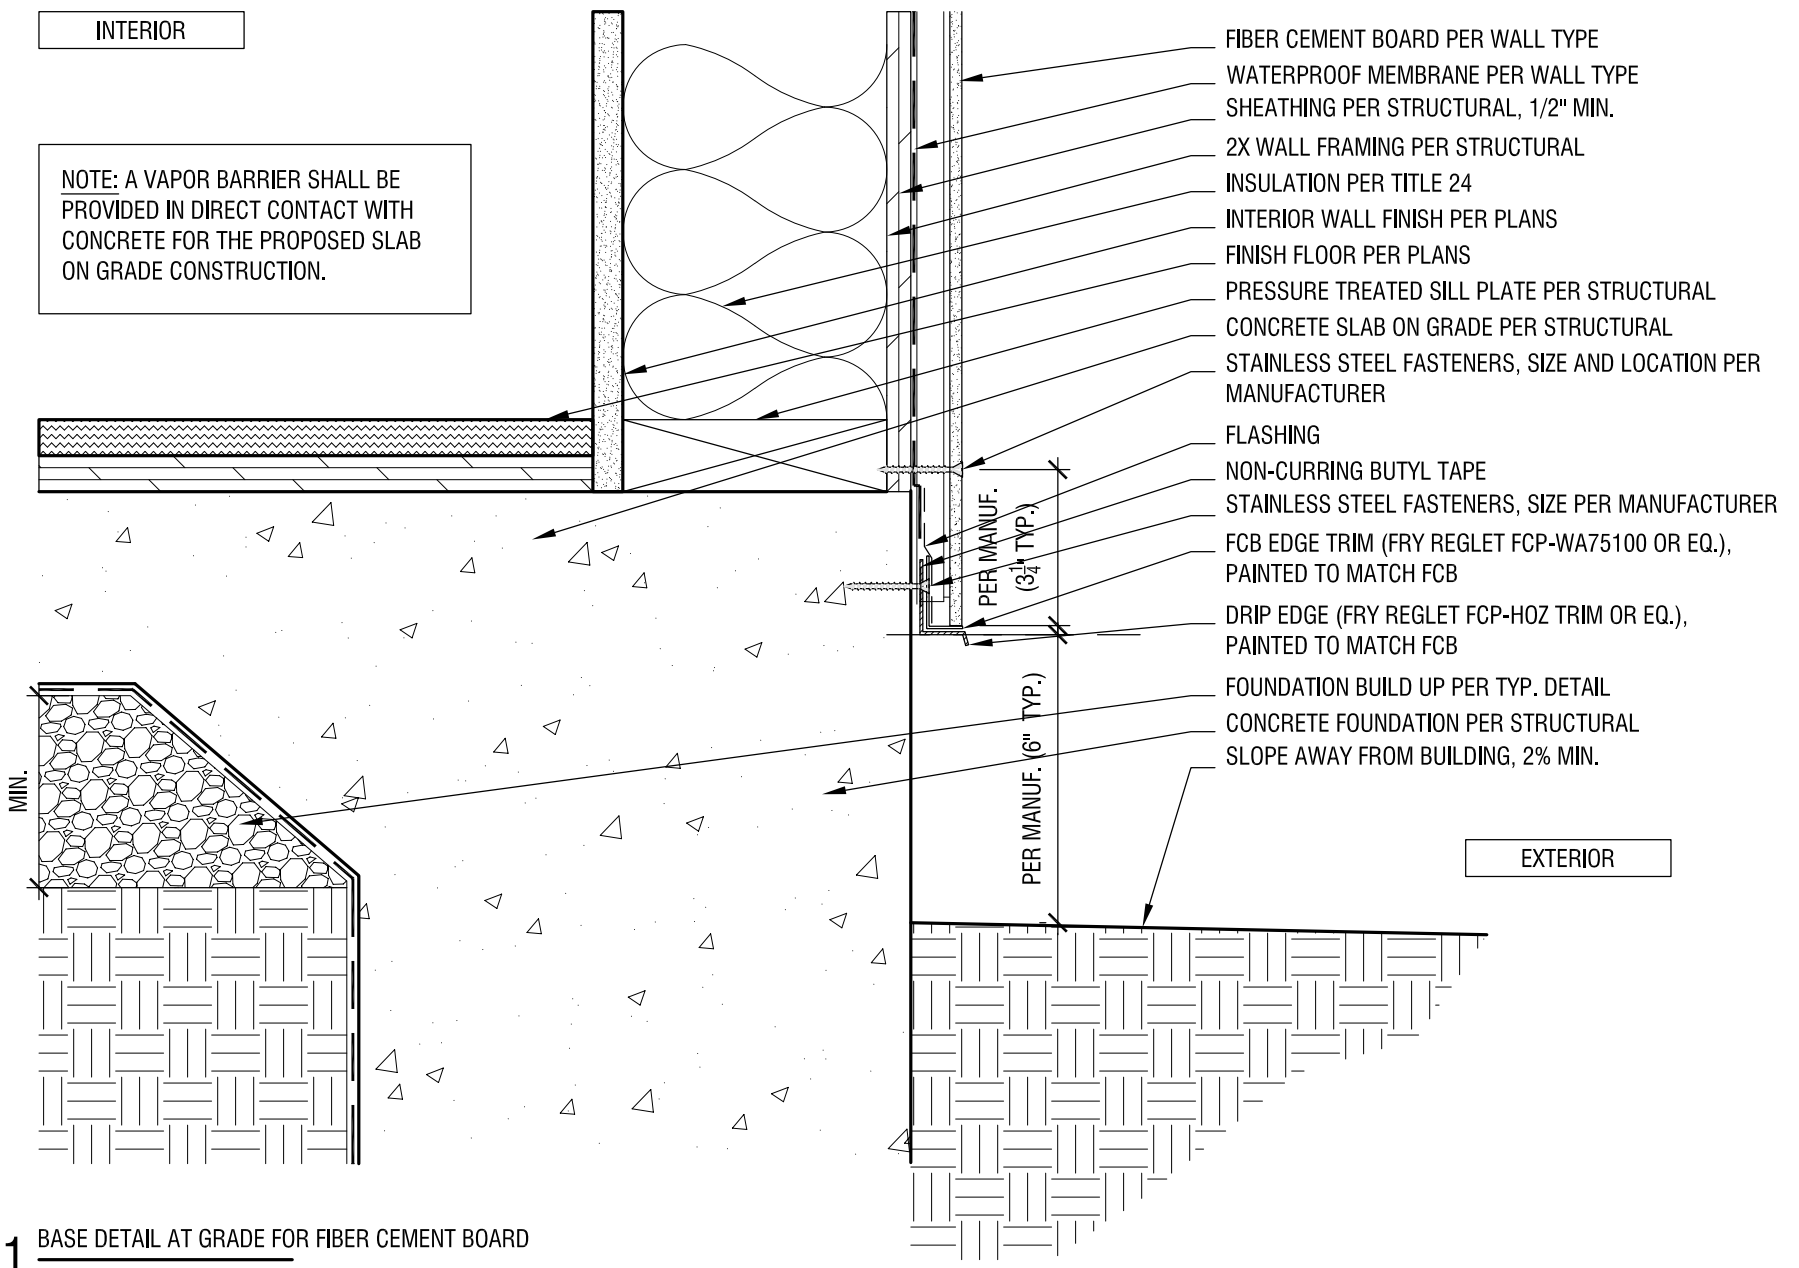 INTERIOR
NOTE: A VAPOR BARRIER SHALL BE
PROVIDED IN DIRECT CONTACT WITH
CONCRETE FOR THE PROPOSED SLAB
ON GRADE CONSTRUCTION.
FIBER CEMENT BOARD PER WALL TYPE
WATERPROOF MEMBRANE PER WALL TYPE
SHEATHING PER STRUCTURAL, 1/2" MIN.
2X WALL FRAMING PER STRUCTURAL
INSULATION PER TITLE 24
INTERIOR WALL FINISH PER PLANS
FINISH FLOOR PER PLANS
PRESSURE TREATED SILL PLATE PER STRUCTURAL
CONCRETE SLAB ON GRADE PER STRUCTURAL
STAINLESS STEEL FASTENERS, SIZE AND LOCATION PER
MANUFACTURER
FLASHING
NON-CURRING BUTYL TAPE
STAINLESS STEEL FASTENERS, SIZE PER MANUFACTURER
FCB EDGE TRIM (FRY REGLET FCP-WA75100 OR EQ.),
PAINTED TO MATCH FCB
DRIP EDGE (FRY REGLET FCP-HOZ TRIM OR EQ.),
PAINTED TO MATCH FCB
FOUNDATION BUILD UP PER TYP. DETAIL
CONCRETE FOUNDATION PER STRUCTURAL
SLOPE AWAY FROM BUILDING, 2% MIN.
PER MANUF.
(3 1/4" TYP.)
PER MANUF. (6" TYP.)
MIN.
EXTERIOR
1 BASE DETAIL AT GRADE FOR FIBER CEMENT BOARD